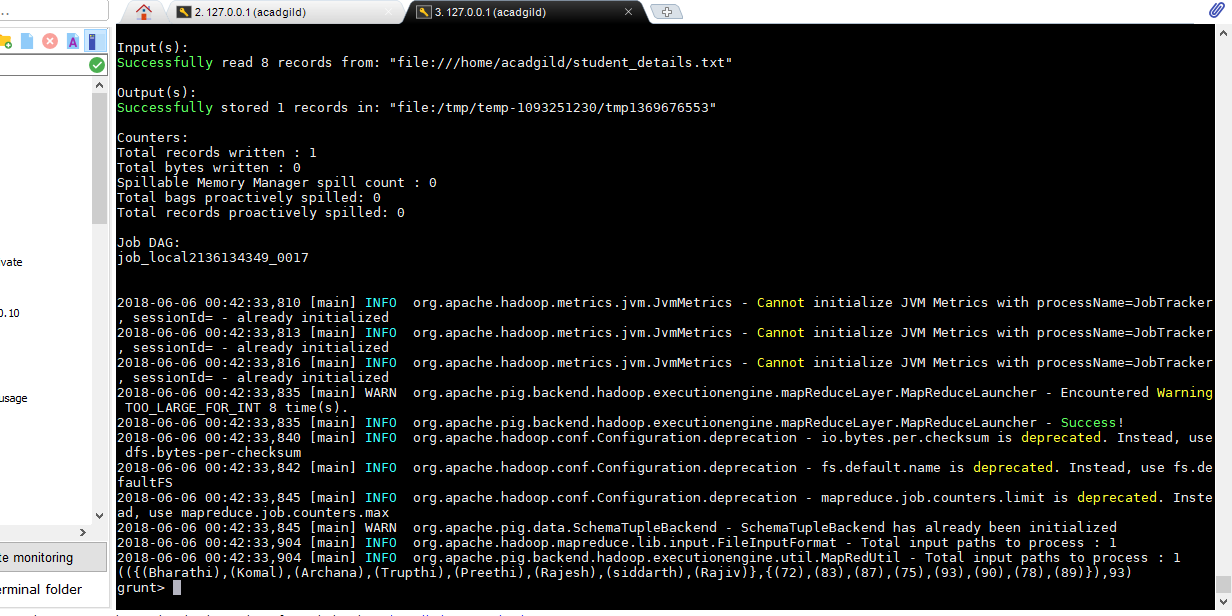 ..
2. 127.0.0.1 (acadgild)
3. 127.0.0.1 (acadgild)
A
vate
0.10
usage
te monitoring
erminal folder
Input(s):
Successfully read 8 records from: "file:///home/acadgild/student_details.txt"
Output(s):
Successfully stored 1 records in: "file:/tmp/temp-1093251230/tmp1369676553"
Counters:
Total records written : 1
Total bytes written : 0
Spillable Memory Manager spill count : 0
Total bags proactively spilled: 0
Total records proactively spilled: 0
Job DAG:
job_local2136134349_0017
2018-06-06 00:42:33,810 [main] INFO  org.apache.hadoop.metrics.jvm.JvmMetrics - Cannot initialize JVM Metrics with processName=JobTracker
, sessionId= - already initialized
2018-06-06 00:42:33,813 [main] INFO  org.apache.hadoop.metrics.jvm.JvmMetrics - Cannot initialize JVM Metrics with processName=JobTracker
, sessionId= - already initialized
2018-06-06 00:42:33,816 [main] INFO  org.apache.hadoop.metrics.jvm.JvmMetrics - Cannot initialize JVM Metrics with processName=JobTracker
, sessionId= - already initialized
2018-06-06 00:42:33,835 [main] WARN  org.apache.pig.backend.hadoop.executionengine.mapReduceLayer.MapReduceLauncher - Encountered Warning
 TOO_LARGE_FOR_INT 8 time(s).
2018-06-06 00:42:33,835 [main] INFO  org.apache.pig.backend.hadoop.executionengine.mapReduceLayer.MapReduceLauncher - Success!
2018-06-06 00:42:33,840 [main] INFO  org.apache.hadoop.conf.Configuration.deprecation - io.bytes.per.checksum is deprecated. Instead, use
 dfs.bytes-per-checksum
2018-06-06 00:42:33,842 [main] INFO  org.apache.hadoop.conf.Configuration.deprecation - fs.default.name is deprecated. Instead, use fs.de
faultFS
2018-06-06 00:42:33,845 [main] INFO  org.apache.hadoop.conf.Configuration.deprecation - mapreduce.job.counters.limit is deprecated. Inste
ad, use mapreduce.job.counters.max
2018-06-06 00:42:33,845 [main] WARN  org.apache.pig.data.SchemaTupleBackend - SchemaTupleBackend has already been initialized
2018-06-06 00:42:33,904 [main] INFO  org.apache.hadoop.mapreduce.lib.input.FileInputFormat - Total input paths to process : 1
2018-06-06 00:42:33,904 [main] INFO  org.apache.pig.backend.hadoop.executionengine.util.MapRedUtil - Total input paths to process : 1
(({(Bharathi),(Komal),(Archana),(Trupthi),(Preethi),(Rajesh),(siddarth),(Rajiv)},{(72),(83),(87),(75),(93),(90),(78),(89)}),93)
grunt>